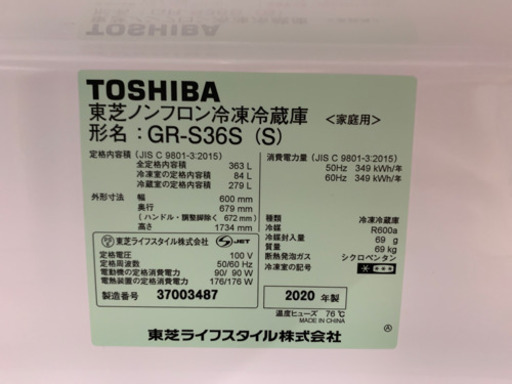 TOSHIBA
東芝ノンフロン冷凍冷蔵庫 <家庭用>
形名:GR-S36S (S)
定格内容積 (JIS C 9801-3:2015)
全定格内容積 363 L
冷凍室の定格内容積 84 L
冷蔵室の定格内容積 279 L
外形寸法 幅 600 mm
奥行 679 mm
(ハンドル・調整脚除く 672 mm)
高さ 1734 mm
消費電力量 (JIS C 9801-3:2015)
50Hz 349 kWh/年
60Hz 349 kWh/年
東芝ライフスタイル株式会社 S JET
定格電圧 100 V
定格周波数 50/60 Hz
電動機の定格消費電力 90/ 90 W
電熱装置の定格消費電力 176/176 W
種類 冷凍冷蔵庫
冷媒 R600a
冷媒封入量 69 g
質量 69 kg
断熱発泡ガス シクロペンタン
冷凍室の記号
製造番号 37003487
2020 年製
温度ヒューズ 76℃
MADE IN CHINA
東芝ライフスタイル株式会社
A